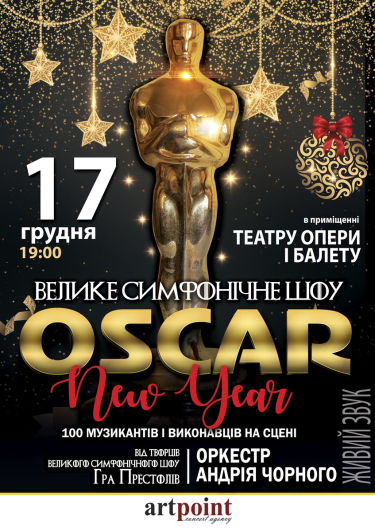 17
грудня
19:00
в приміщенні
ТЕАТРУ ОПЕРИ
І БАЛЕТУ
ВЕЛИКЕ СИМФОНІЧНЕ ШОУ
OSCAR
New Year
100 МУЗИКАНТІВ І ВИКОНАВЦІВ НА СЦЕНІ
ВІД ТВОРЦІВ
ВЕЛИКОГО СИМФОНІЧНОГО ШОУ
ГРА ПРЕСТОЛІВ
ОРКЕСТР
АНДРІЯ ЧОРНОГО
ЖИВИЙ ЗВУК
artpoint
concert agency